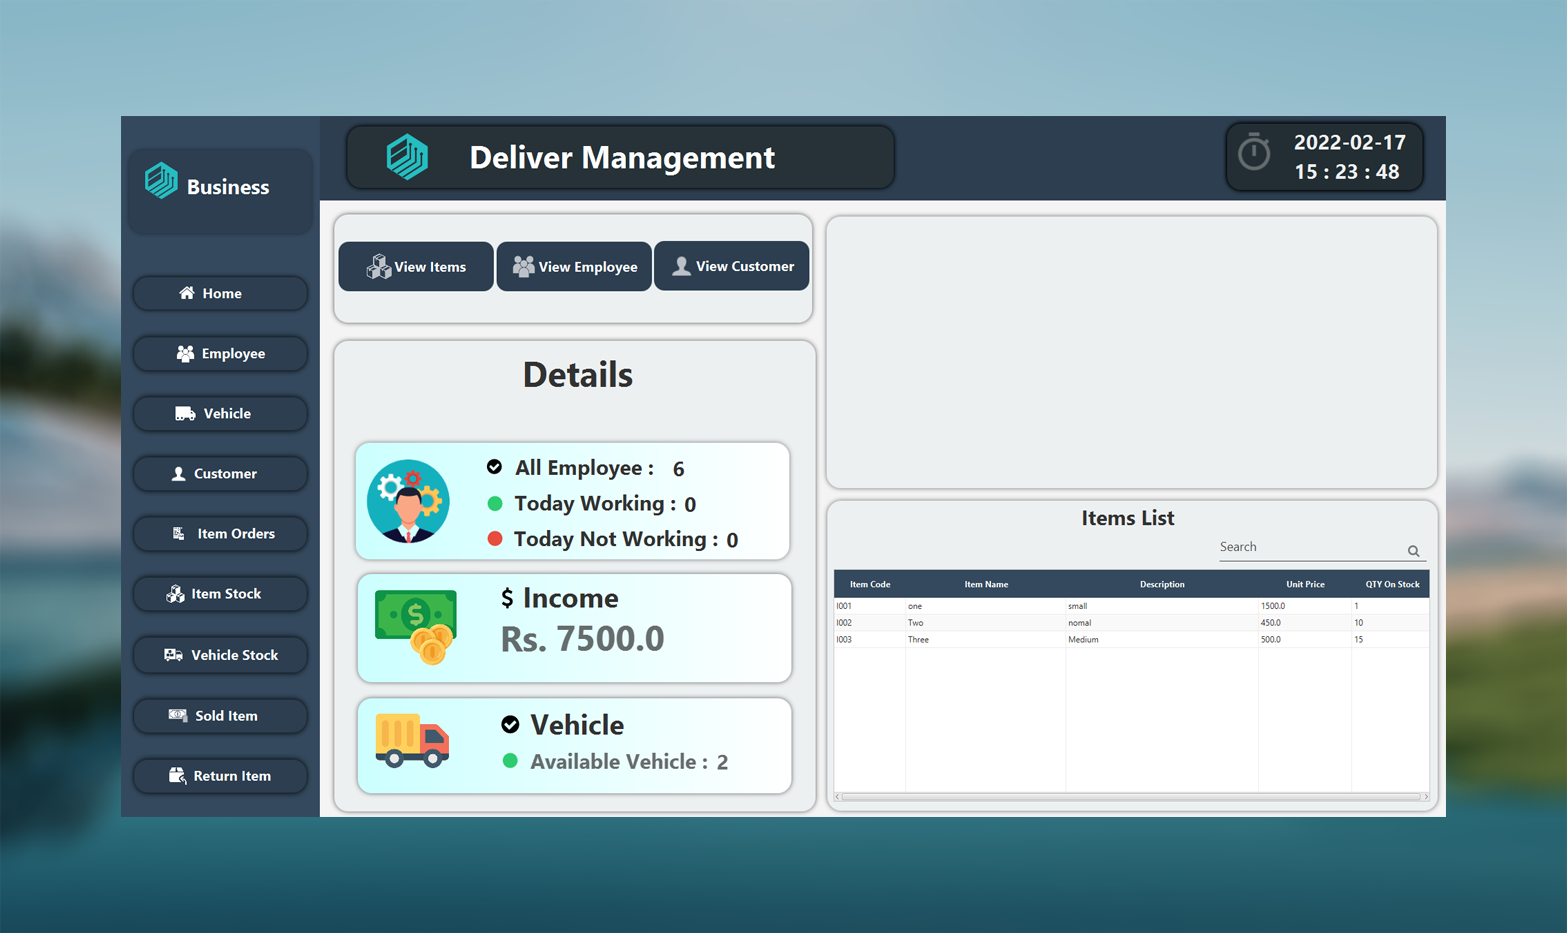 Business
Home
Employee
Vehicle
Customer
Item Orders
Item Stock
Vehicle Stock
Sold Item
Return Item
Deliver Management
2022-02-17
15 : 23 : 48
View Items View Employee View Customer
Details
All Employee : 6
Today Working : 0
Today Not Working : 0
$ Income
Rs. 7500.0
Vehicle
Available Vehicle : 2
Items List
Search
Item Code Item Name Description Unit Price QTY On Stock
I001 one small 1500.0 1
I002 Two nomal 450.0 10
I003 Three Medium 500.0 15